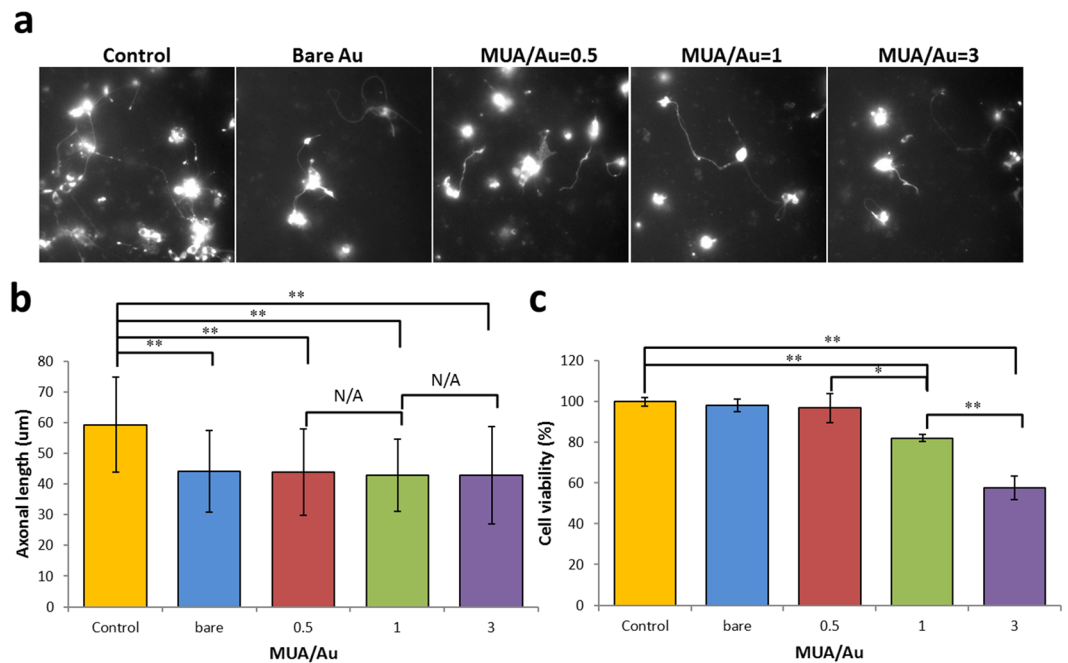 a
Control Bare Au MUA/Au=0.5 MUA/Au=1 MUA/Au=3
b
**
**
**
**
N/A
N/A
80
70
60
50
40
30
20
10
0
Axonal length (um)
Control bare 0.5 1 3
MUA/Au
c
**
**
*
**
120
100
80
60
40
20
0
Cell viability (%)
Control bare 0.5 1 3
MUA/Au